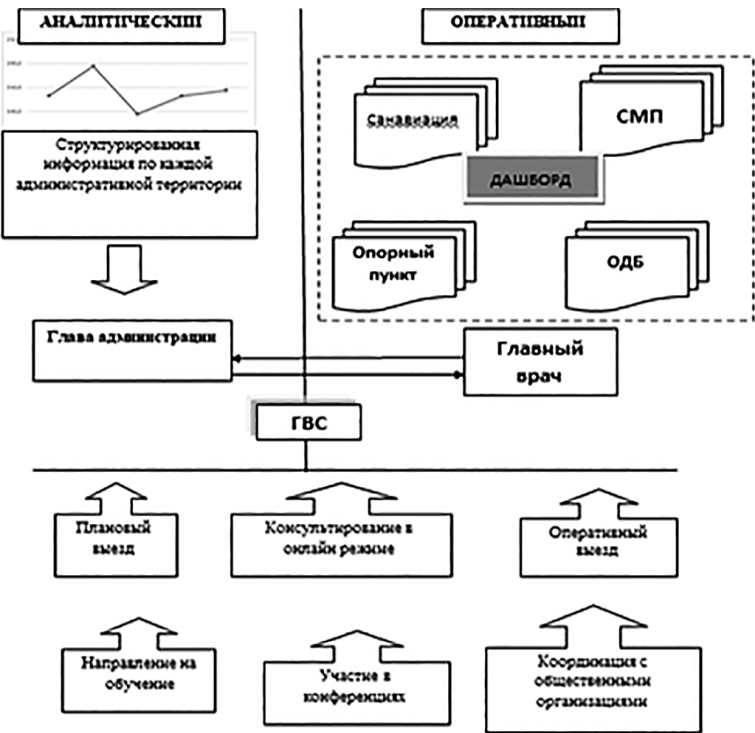 АНАЛИТИЧЕСКИЙ
ОПЕРАТИВНЫЙ
Структурированная
информация по каждой
административной территории
Санавиация
СМП
ДАШБОРД
Опорный
пункт
ОДБ
Глава администрации
Главный
врач
ГВС
Плановый
выезд
Консультирование в
онлайн режиме
Оперативный
выезд
Направление на
обучение
Участие в
конференциях
Координация с
общественными
организациями